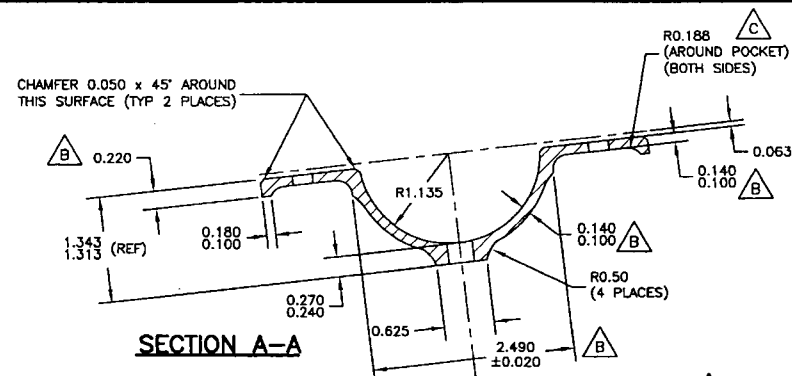 R0.188
(AROUND POCKET)
(BOTH SIDES)
C
CHAMFER 0.050 x 45° AROUND
THIS SURFACE (TYP 2 PLACES)
B 0.220
0.063
0.140
0.100 B
R1.135
1.343
1.313 (REF)
0.180
0.100
0.140
0.100 B
R0.50
(4 PLACES)
0.270
0.240
0.625
2.490
±0.020
B
SECTION A-A